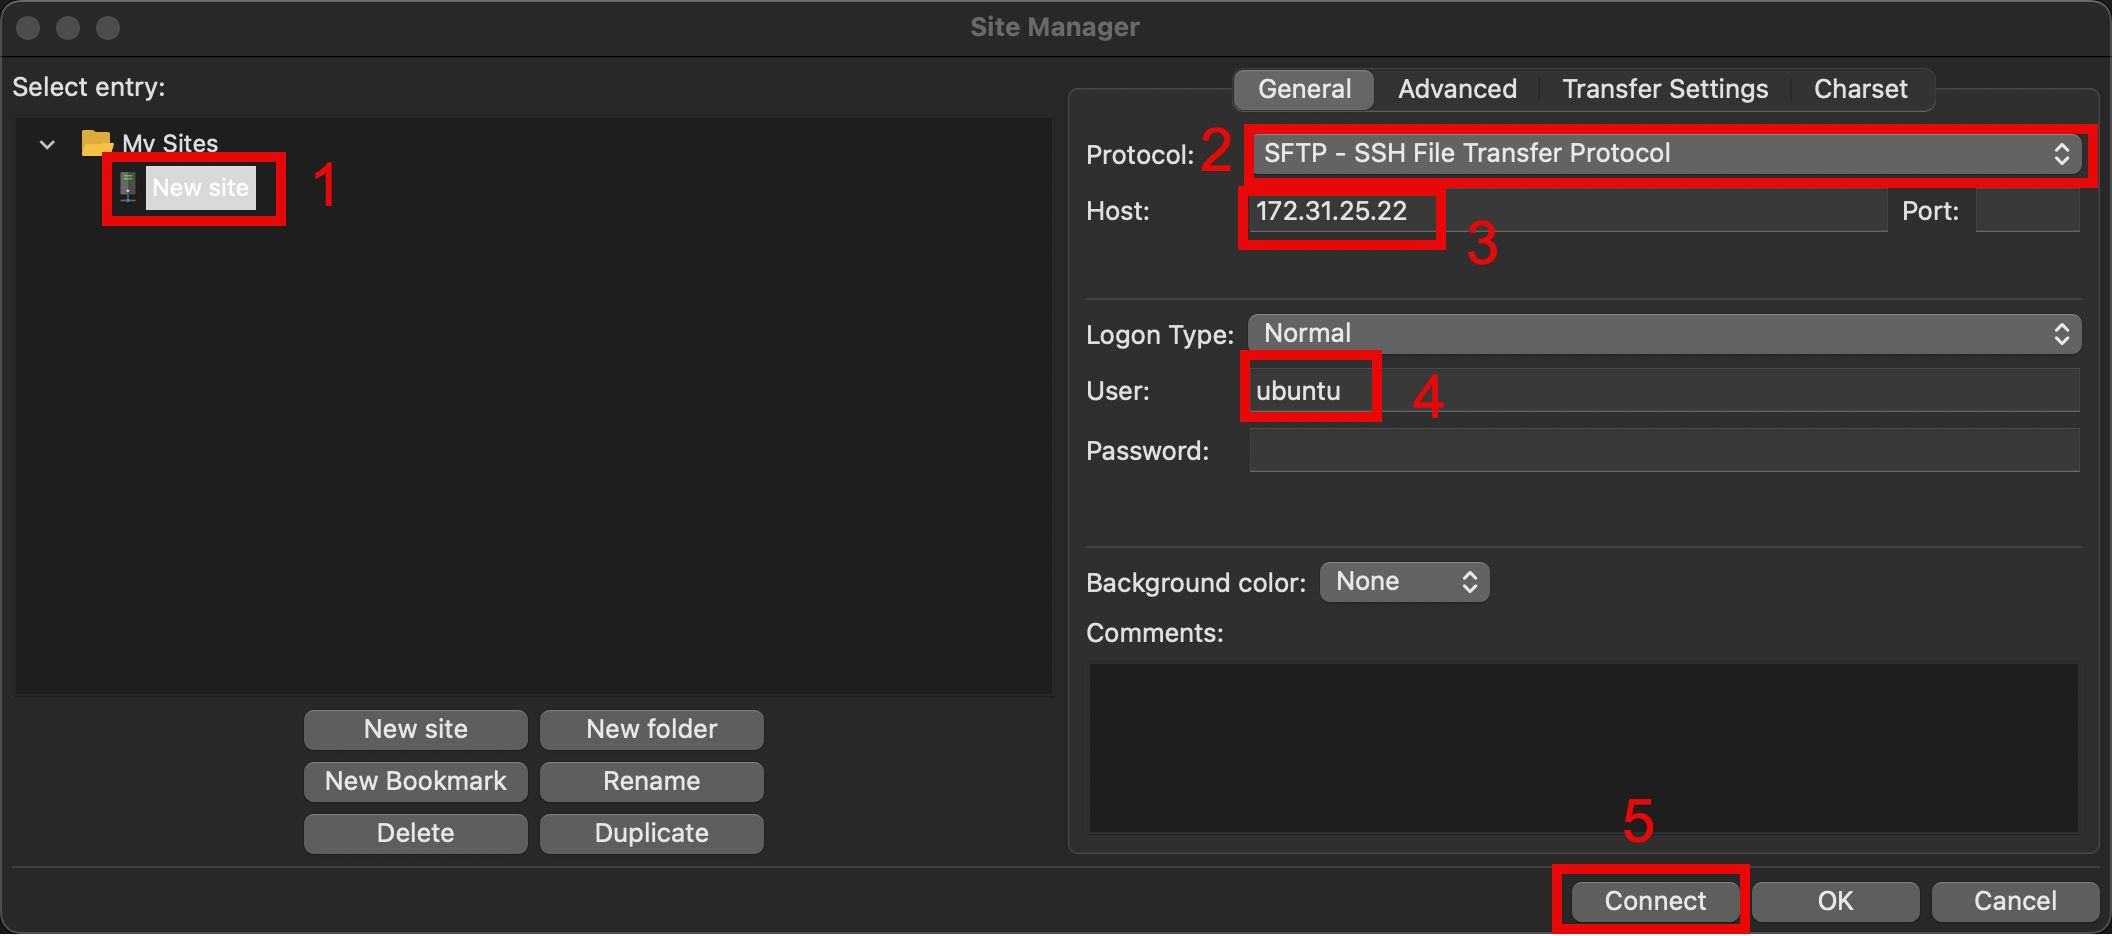 Site Manager
Select entry:
My Sites
New site
1
General
Advanced
Transfer Settings
Charset
Protocol:
2
SFTP - SSH File Transfer Protocol
Host:
172.31.25.22
3
Port:
Logon Type:
Normal
User:
ubuntu
4
Password:
Background color:
None
Comments:
New site
New folder
New Bookmark
Rename
Delete
Duplicate
5
Connect
OK
Cancel